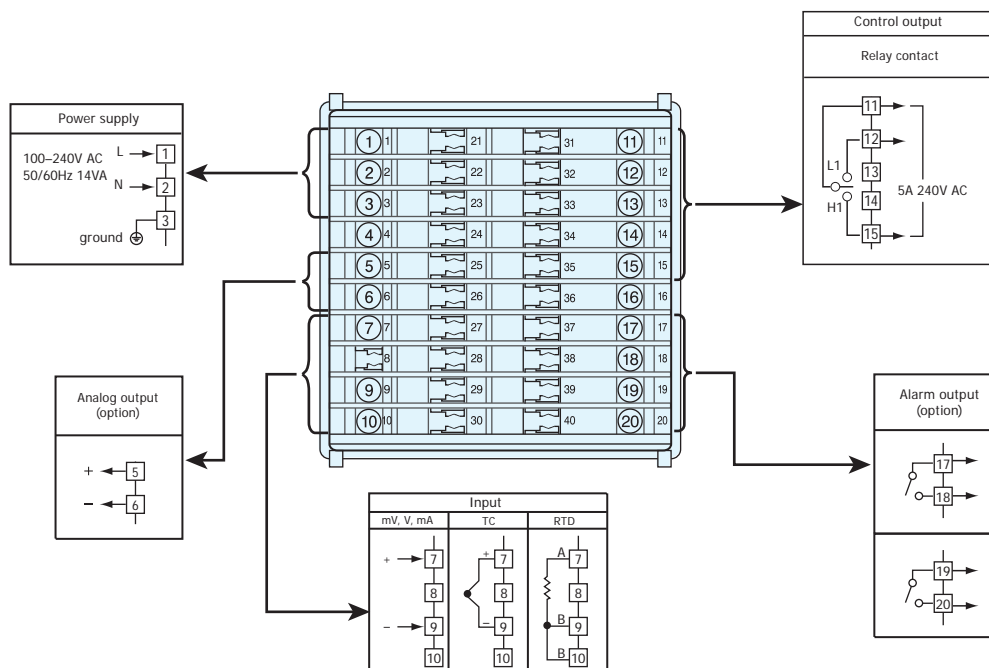 Control output
Relay contact
11
12
13
14
15
L1
H1
5A 240V AC
Power supply
100–240V AC
50/60Hz 14VA
L
N
1
2
3
ground
1 1 21 31 11 11
2 2 22 32 12 12
3 3 23 33 13 13
4 4 24 34 14 14
5 5 25 35 15 15
6 6 26 36 16 16
7 7 27 37 17 17
8 28 38 18 18
9 9 29 39 19 19
10 10 30 40 20 20
Analog output
(option)
+ 5
– 6
Alarm output
(option)
17
18
19
20
Input
mV, V, mA TC RTD
+ 7 + 7 A 7
8 8 8
– 9 – 9 B 9
10 10 B 10